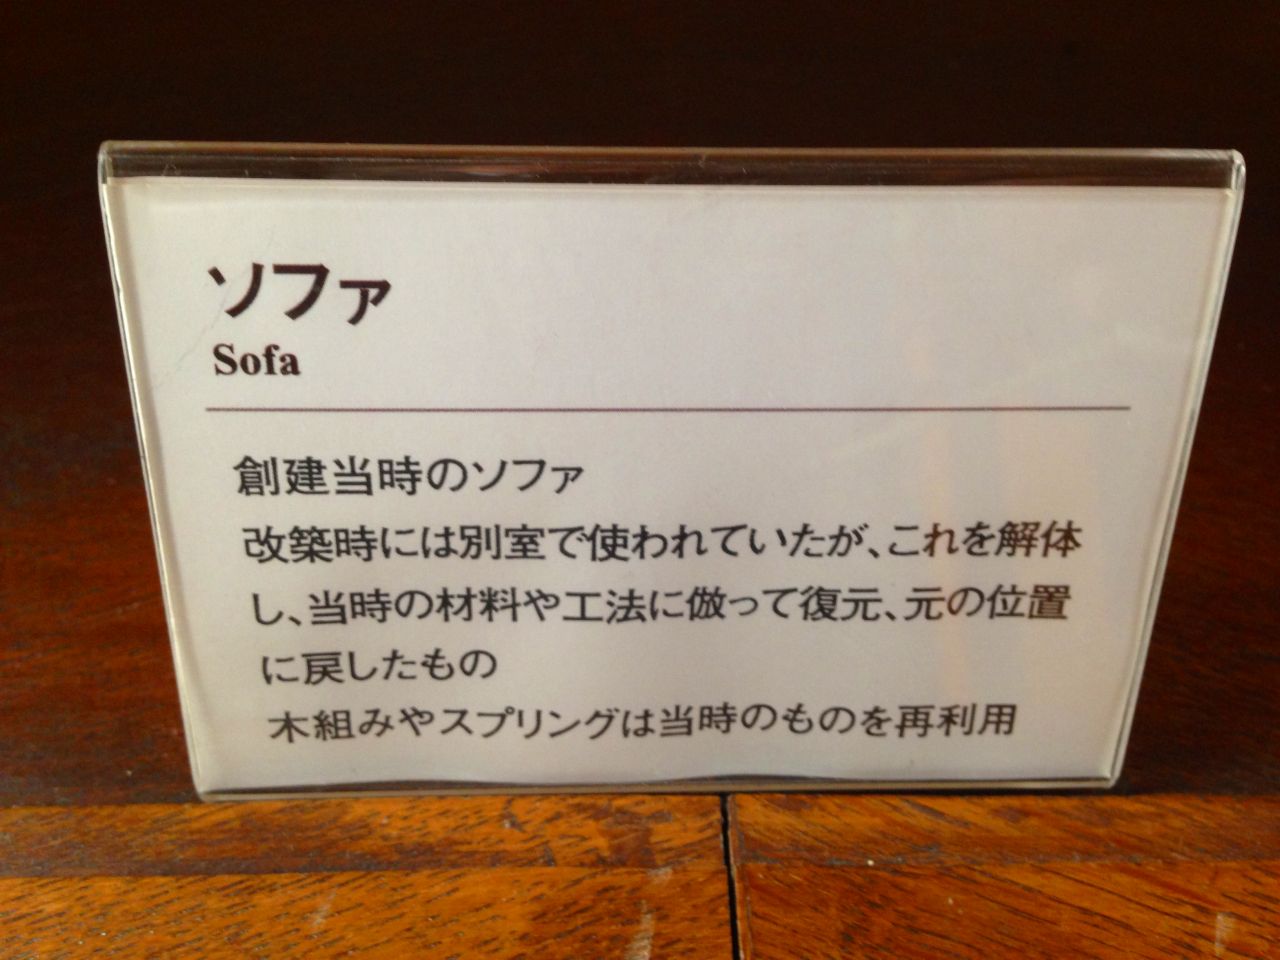 ソファ
Sofa
創建当時のソファ
改築時には別室で使われていたが、これを解体
し、当時の材料や工法に倣って復元、元の位置
に戻したもの
木組みやスプリングは当時のものを再利用